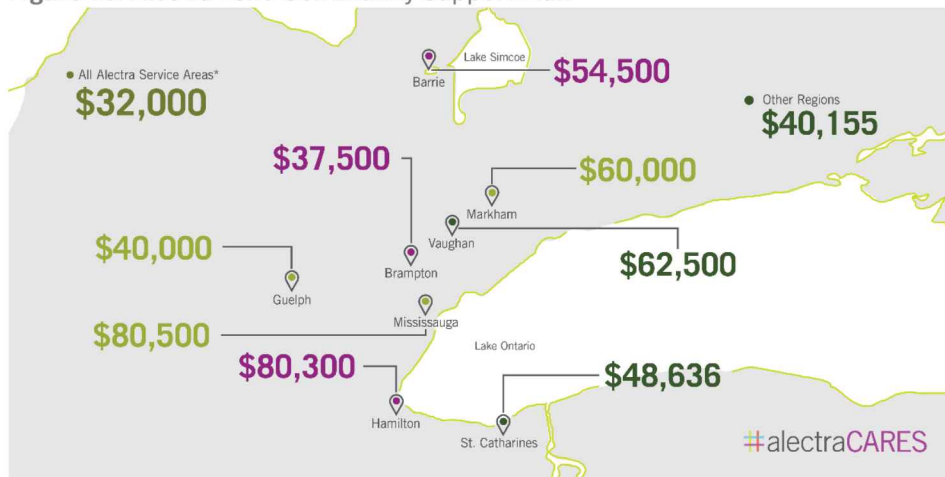 Lake Simcoe
Barrie
$54,500
All Alectra Service Areas*
$32,000
Other Regions
$40,155
$37,500
$60,000
Markham
Vaughan
$40,000
Brampton
$62,500
Guelph
Mississauga
$80,500
Lake Ontario
$80,300
$48,636
Hamilton
St. Catharines
#alectraCARES